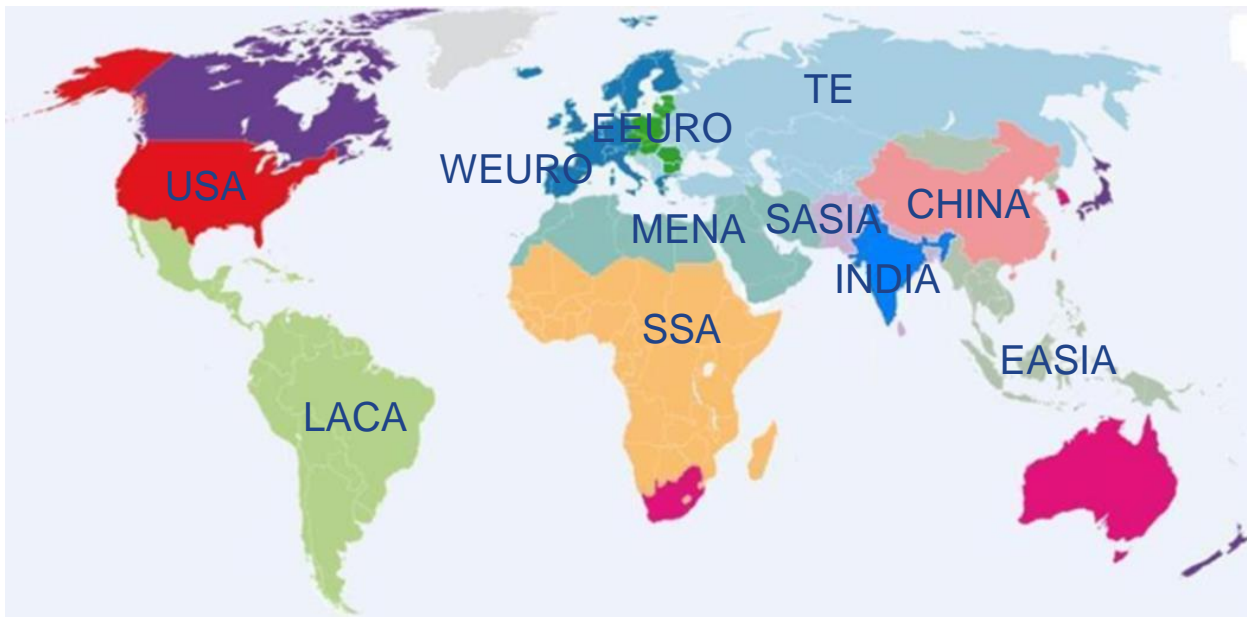 TE
EEURO
WEURO
USA
CHINA
SASIA
MENA
INDIA
SSA
EASIA
LACA